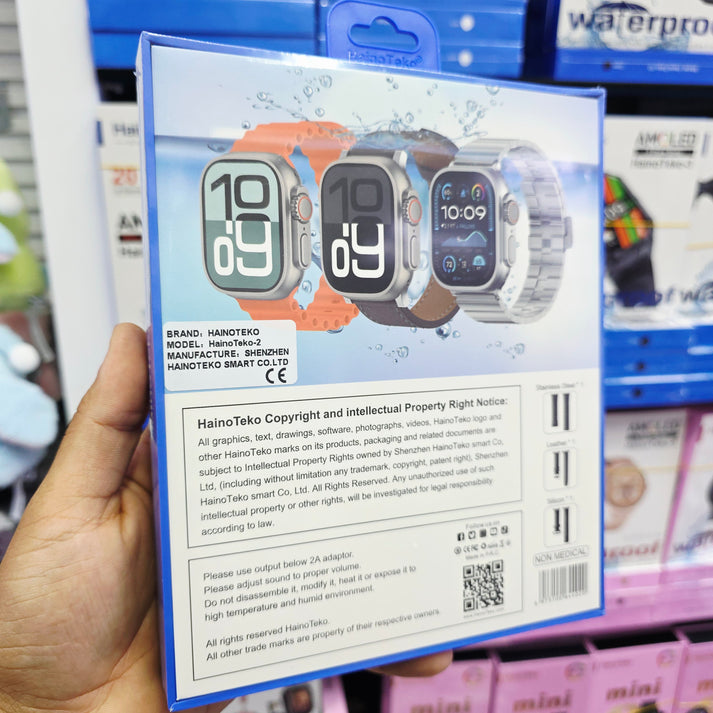 HainoTeko
waterproo
AMOLED
HainoTeko-2
20
10
09
10
09
10:09
BRAND: HAINOTEKO
MODEL: HainoTeko-2
MANUFACTURE: SHENZHEN
HAINOTEKO SMART CO.LTD
CE
HainoTeko Copyright and intellectual Property Right Notice:
All graphics, text, drawings, software, photographs, videos, HainoTeko logo and
other HainoTeko marks on its products, packaging and related documents are
subject to Intellectual Property Rights owned by Shenzhen HainoTeko smart Co,
Ltd, (including without limitation any trademark, copyright, patent right), Shenzhen
HainoTeko smart Co, Ltd. All Rights Reserved. Any unauthorized use of such
intellectual property or other rights, will be investigated for legal responsibility
according to law.
Stainless Steel * 1
Leather * 1
Silicon * 1
NON MEDICAL
Please use output below 2A adaptor.
Please adjust sound to proper volume.
Do not disassemble it, modify it, heat it or expose it to
high temperature and humid environment.
All rights reserved HainoTeko.
All other trade marks are property of their respective owners.
Follow us on
Made in P.R.C
mini
mini
mini